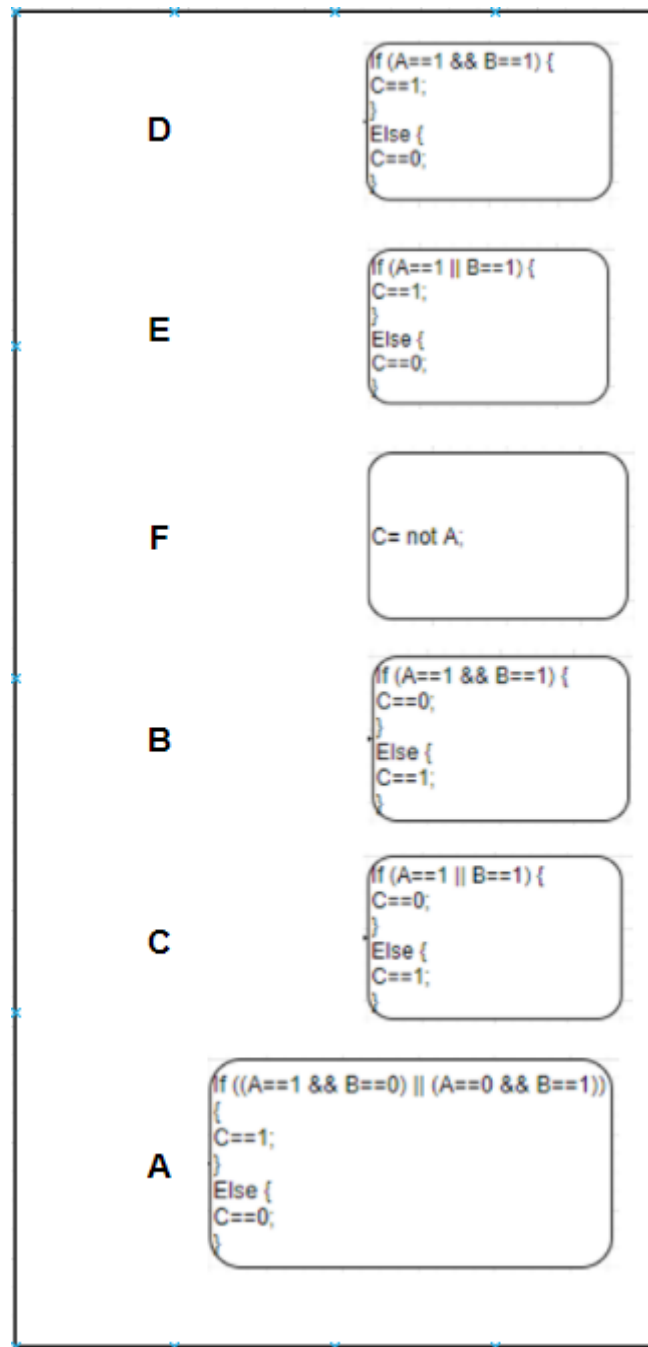 D
If (A==1 && B==1) {
C==1;
}
Else {
C==0;
}
E
If (A==1 || B==1) {
C==1;
}
Else {
C==0;
}
F
C= not A;
B
If (A==1 && B==1) {
C==0;
}
Else {
C==1;
}
C
If (A==1 || B==1) {
C==0;
}
Else {
C==1;
}
A
If ((A==1 && B==0) || (A==0 && B==1))
{
C==1;
}
Else {
C==0;
}